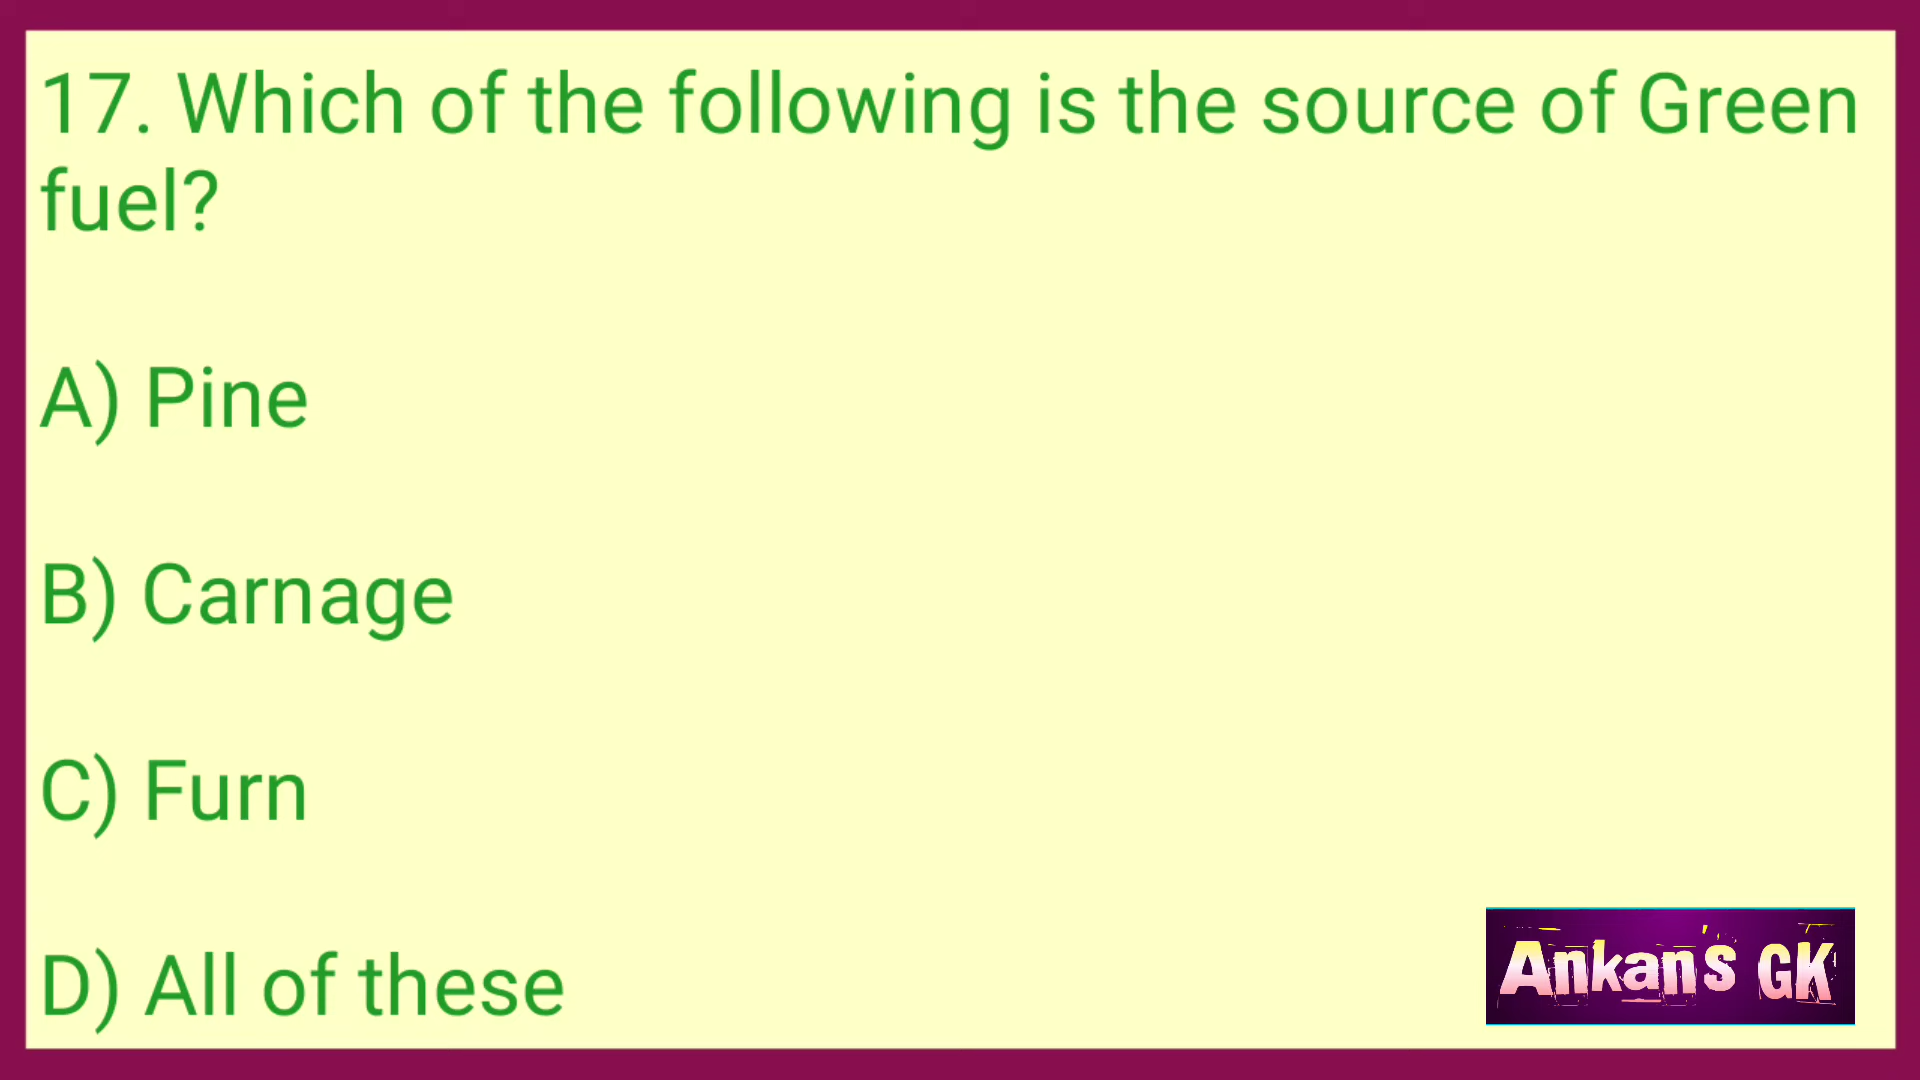 17. Which of the following is the source of Green
fuel?
A) Pine
B) Carnage
C) Furn
D) All of these
Ankan's GK